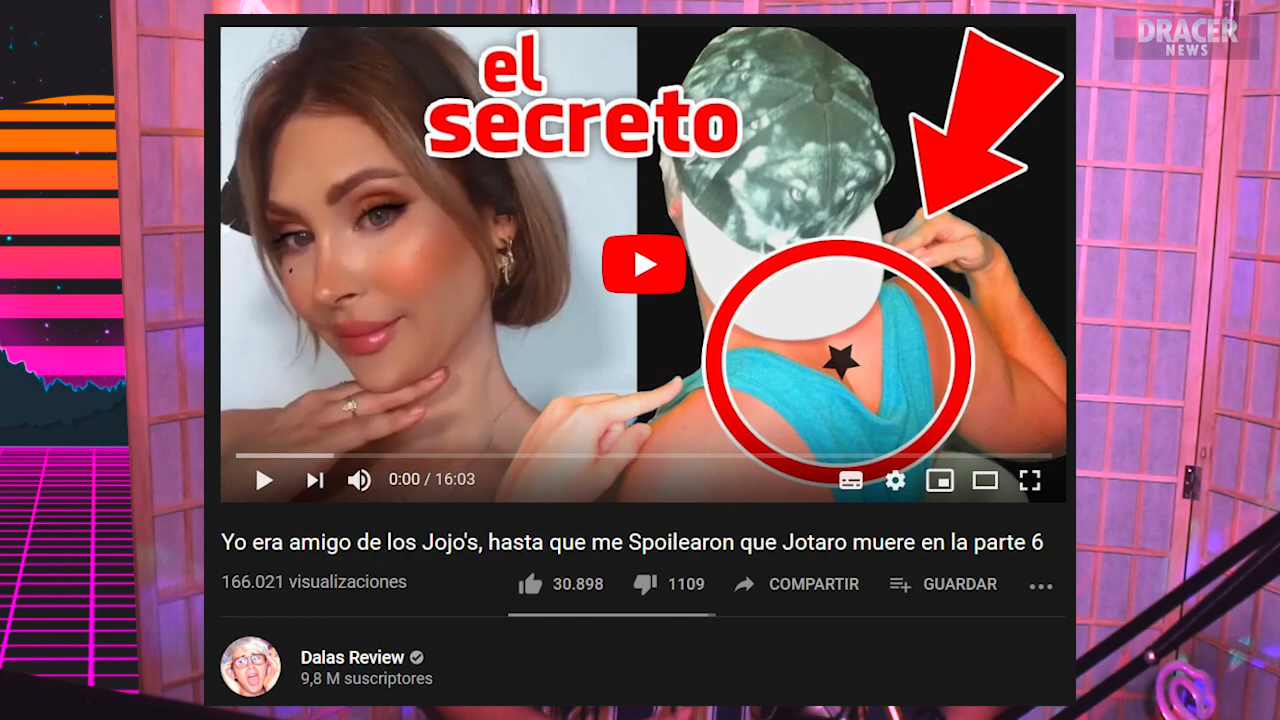 DRACER
NEWS
el
secreto
0:00 / 16:03
Yo era amigo de los Jojo's, hasta que me Spoilearon que Jotaro muere en la parte 6
166.021 visualizaciones
30.898
1109
COMPARTIR
GUARDAR
Dalas Review
9,8 M suscriptores